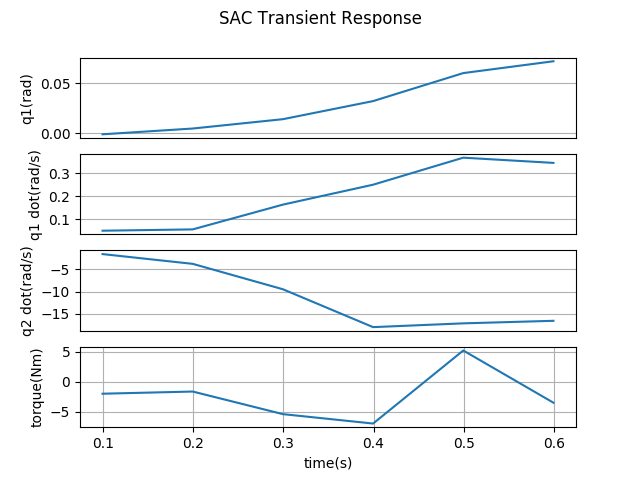 SAC Transient Response
q1(rad)
0.05
0.00
q1 dot(rad/s)
0.3
0.2
0.1
q2 dot(rad/s)
−5
−10
−15
torque(Nm)
5
0
−5
0.1 0.2 0.3 0.4 0.5 0.6
time(s)